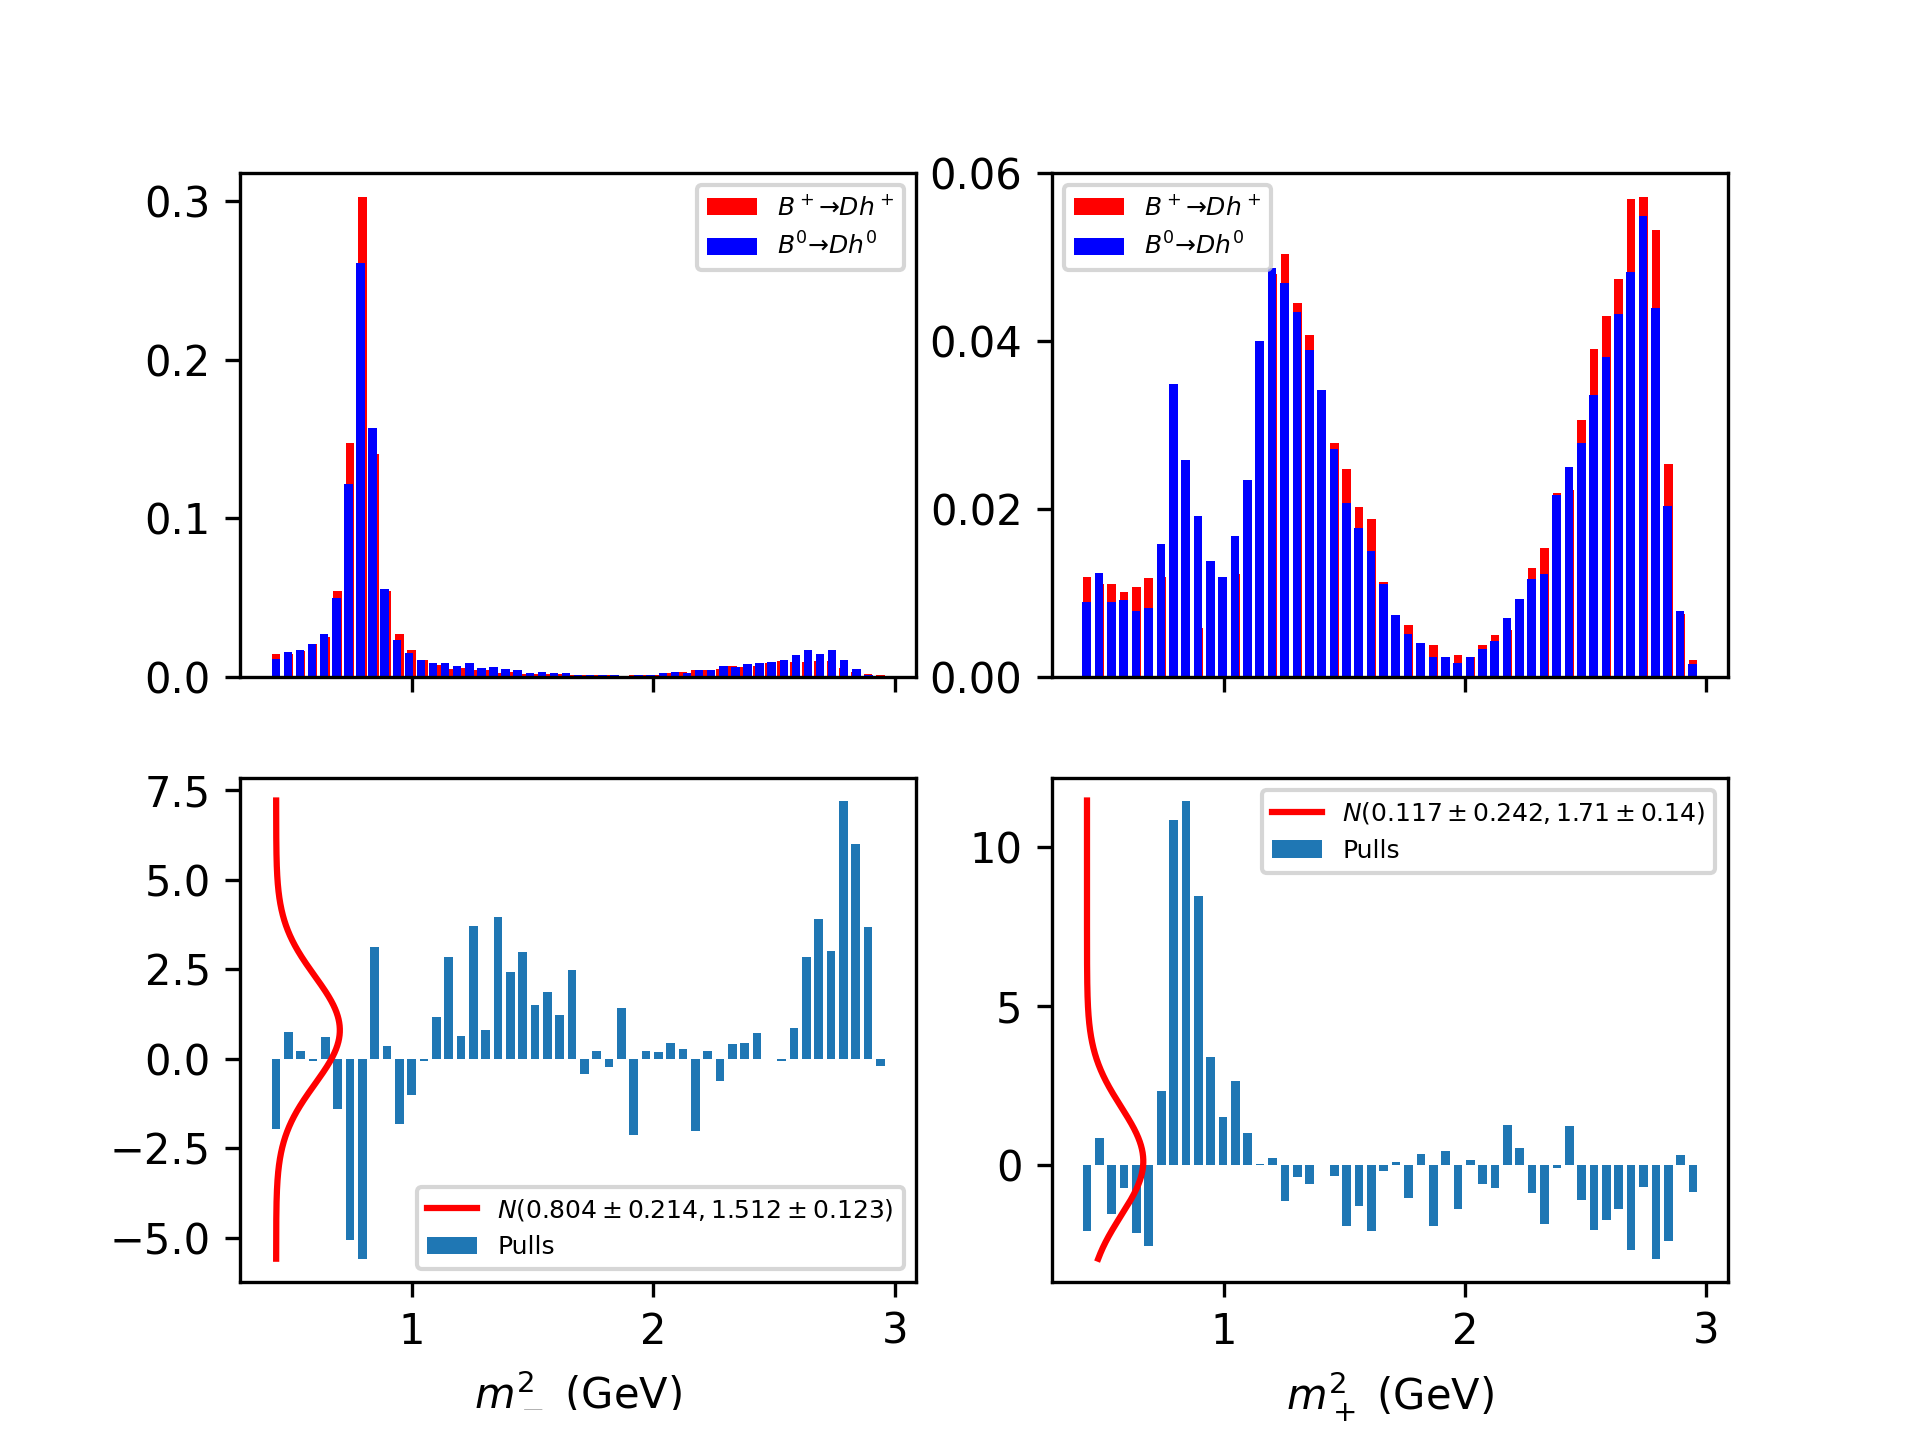 0.3
0.2
0.1
0.0
B⁺→Dh⁺
B⁰→Dh⁰
0.06
0.04
0.02
0.00
B⁺→Dh⁺
B⁰→Dh⁰
7.5
5.0
2.5
0.0
−2.5
−5.0
N(0.804 ± 0.214, 1.512 ± 0.123)
Pulls
1 2 3
m²₋ (GeV)
10
5
0
N(0.117 ± 0.242, 1.71 ± 0.14)
Pulls
1 2 3
m²₊ (GeV)